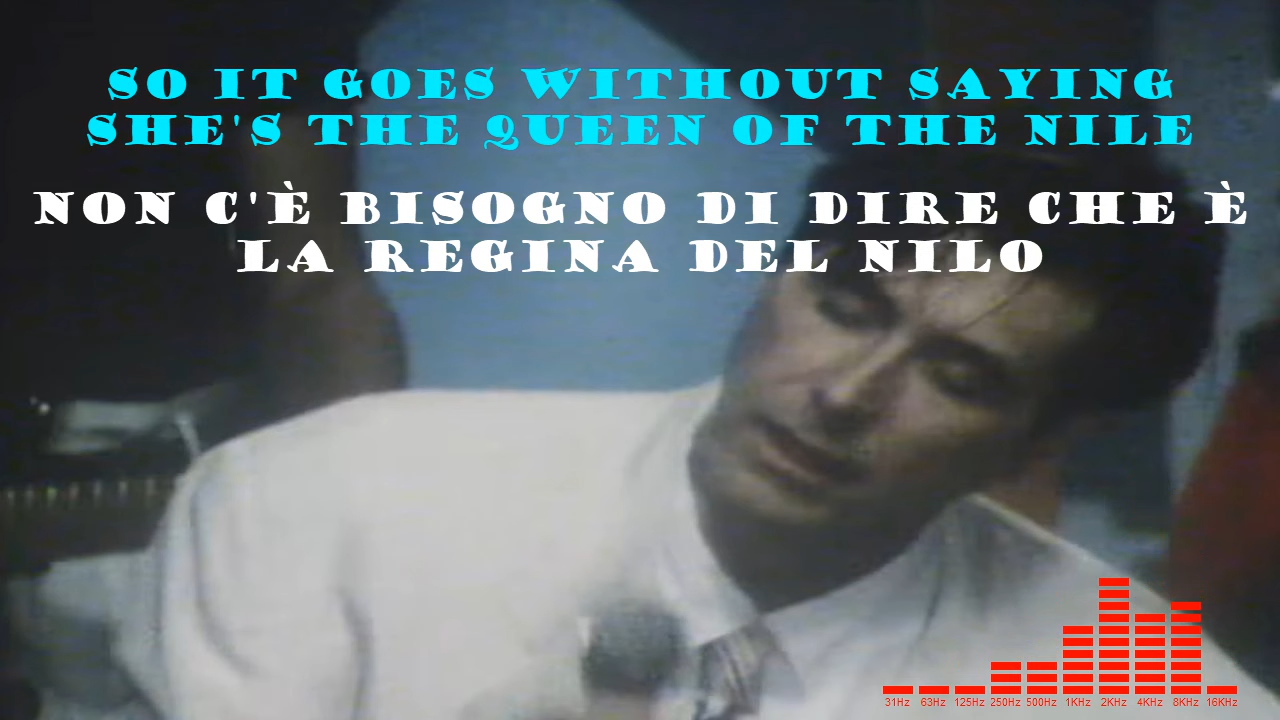 SO IT GOES WITHOUT SAYING
SHE'S THE QUEEN OF THE NILE
NON C'È BISOGNO DI DIRE CHE È
LA REGINA DEL NILO
31Hz 63Hz 125Hz 250Hz 500Hz 1KHz 2KHz 4KHz 8KHz 16KHz